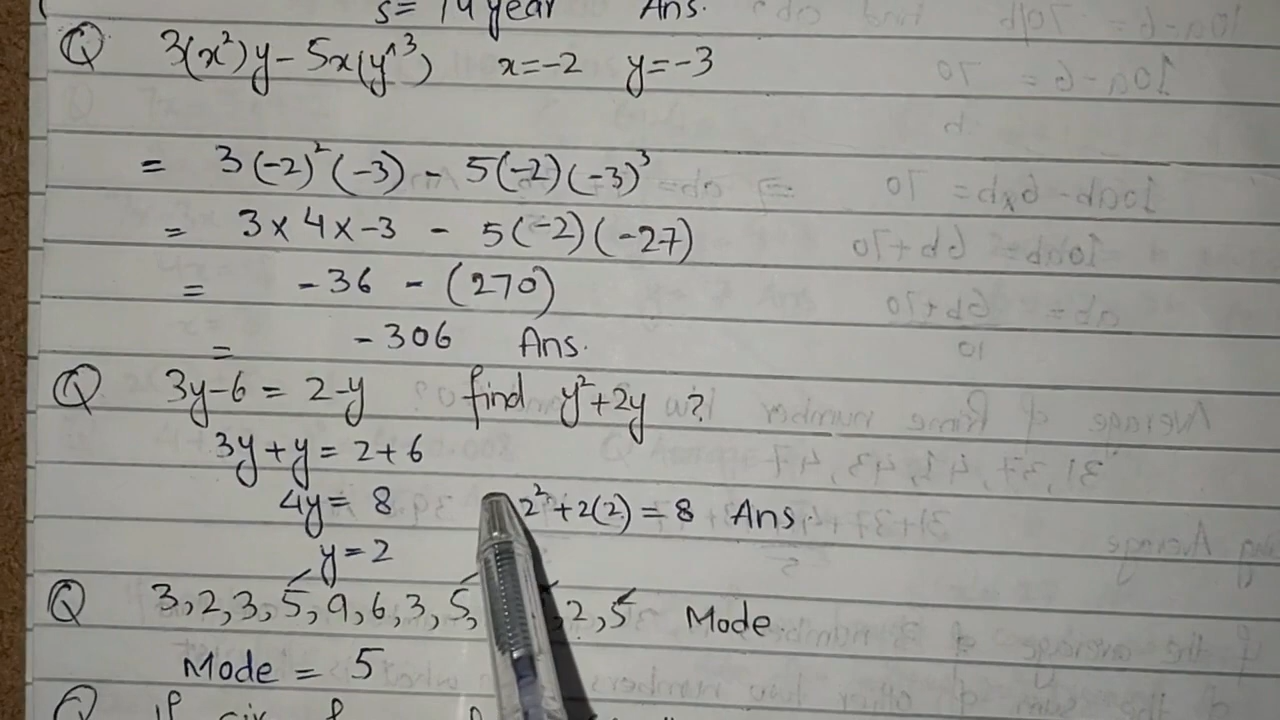 s= 14 year Ans.
Q 3(x²)y - 5x(y^3) x=-2 y=-3
= 3(-2)²(-3) - 5(-2)(-3)³
= 3×4×-3 - 5(-2)(-27)
= -36 - (270)
= -306 Ans.
Q 3y-6 = 2-y find y²+2y ?
3y+y = 2+6
4y = 8 2²+2(2) = 8 Ans.
y=2
Q 3,2,3,5,9,6,3,5, ,2,5 Mode.
Mode = 5
Q If